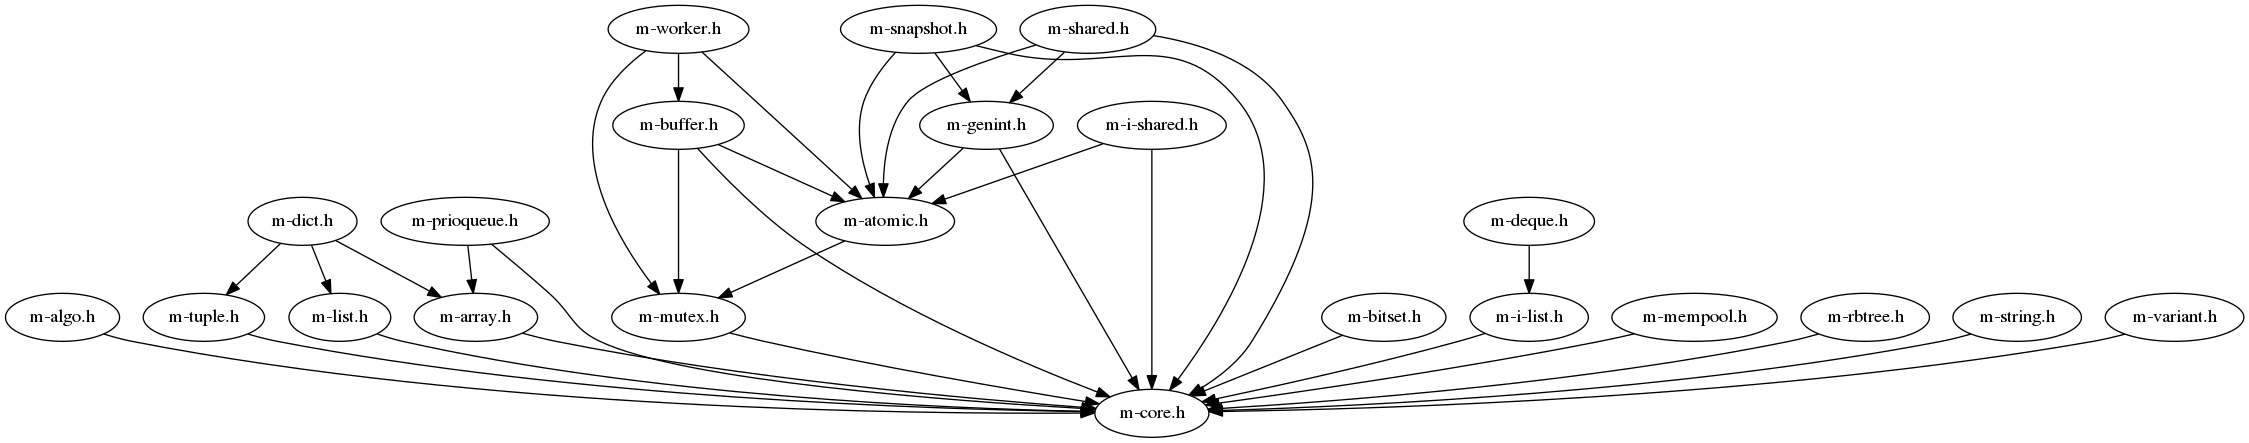 m-worker.h
m-snapshot.h
m-shared.h
m-buffer.h
m-genint.h
m-i-shared.h
m-dict.h
m-prioqueue.h
m-atomic.h
m-deque.h
m-algo.h
m-tuple.h
m-list.h
m-array.h
m-mutex.h
m-bitset.h
m-i-list.h
m-mempool.h
m-rbtree.h
m-string.h
m-variant.h
m-core.h